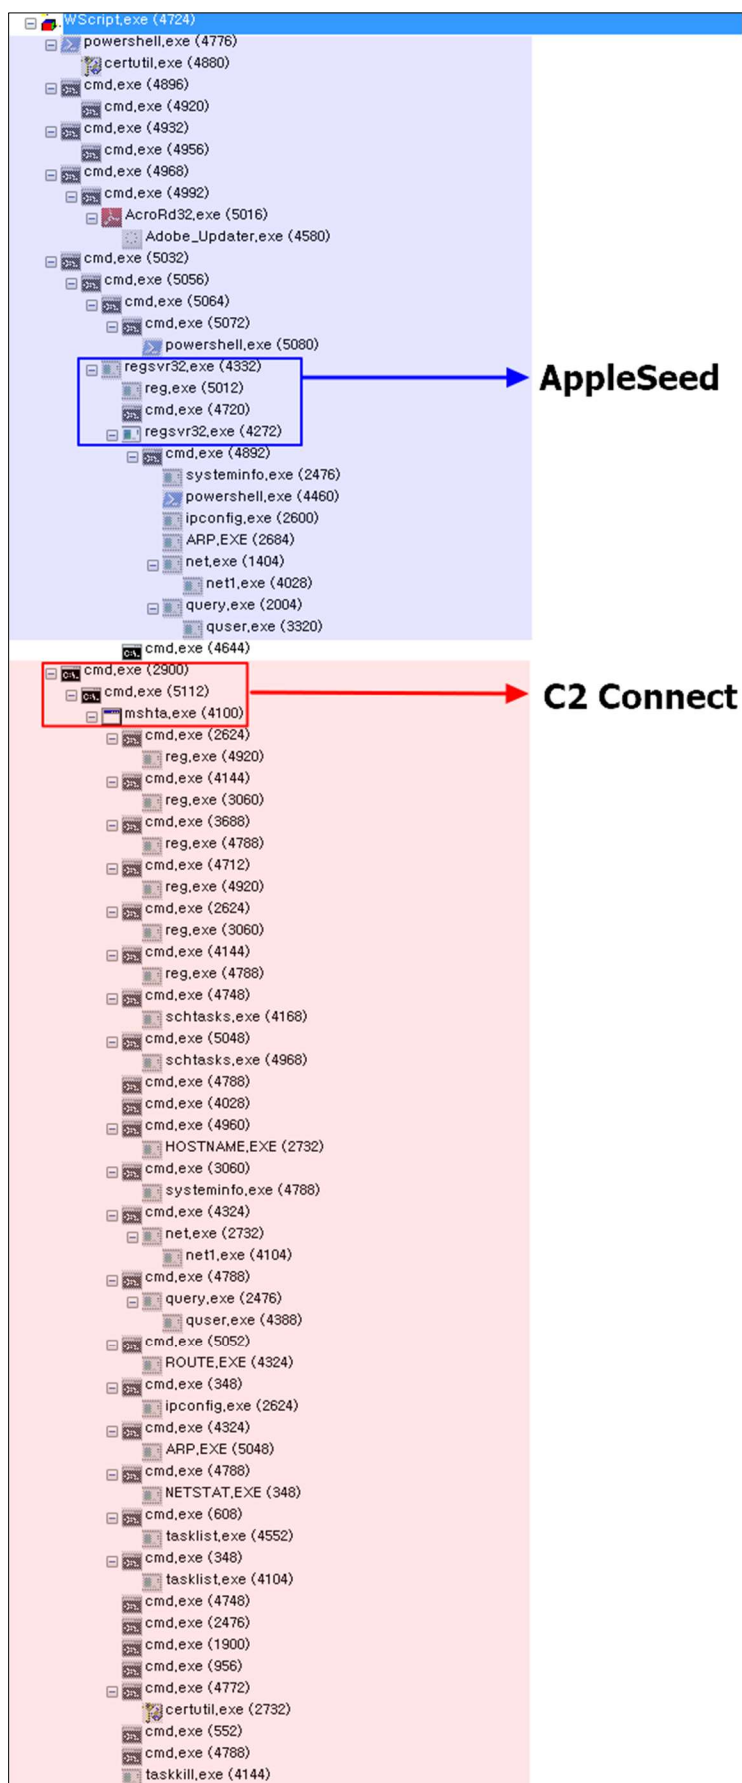 WScript.exe (4724)
powershell.exe (4776)
certutil.exe (4880)
cmd.exe (4896)
cmd.exe (4920)
cmd.exe (4932)
cmd.exe (4956)
cmd.exe (4968)
cmd.exe (4992)
AcroRd32.exe (5016)
Adobe_Updater.exe (4580)
cmd.exe (5032)
cmd.exe (5056)
cmd.exe (5064)
cmd.exe (5072)
powershell.exe (5080)
regsvr32.exe (4332)
AppleSeed
reg.exe (5012)
cmd.exe (4720)
regsvr32.exe (4272)
cmd.exe (4892)
systeminfo.exe (2476)
powershell.exe (4460)
ipconfig.exe (2600)
ARP.EXE (2684)
net.exe (1404)
net1.exe (4028)
query.exe (2004)
quser.exe (3320)
cmd.exe (4644)
cmd.exe (2900)
cmd.exe (5112)
C2 Connect
mshta.exe (4100)
cmd.exe (2624)
reg.exe (4920)
cmd.exe (4144)
reg.exe (3060)
cmd.exe (3688)
reg.exe (4788)
cmd.exe (4712)
reg.exe (4920)
cmd.exe (2624)
reg.exe (3060)
cmd.exe (4144)
reg.exe (4788)
cmd.exe (4748)
schtasks.exe (4168)
cmd.exe (5048)
schtasks.exe (4968)
cmd.exe (4788)
cmd.exe (4028)
cmd.exe (4960)
HOSTNAME.EXE (2732)
cmd.exe (3060)
systeminfo.exe (4788)
cmd.exe (4324)
net.exe (2732)
net1.exe (4104)
cmd.exe (4788)
query.exe (2476)
quser.exe (4388)
cmd.exe (5052)
ROUTE.EXE (4324)
cmd.exe (348)
ipconfig.exe (2624)
cmd.exe (4324)
ARP.EXE (5048)
cmd.exe (4788)
NETSTAT.EXE (348)
cmd.exe (608)
tasklist.exe (4552)
cmd.exe (348)
tasklist.exe (4104)
cmd.exe (4748)
cmd.exe (2476)
cmd.exe (1900)
cmd.exe (956)
cmd.exe (4772)
certutil.exe (2732)
cmd.exe (552)
cmd.exe (4788)
taskkill.exe (4144)